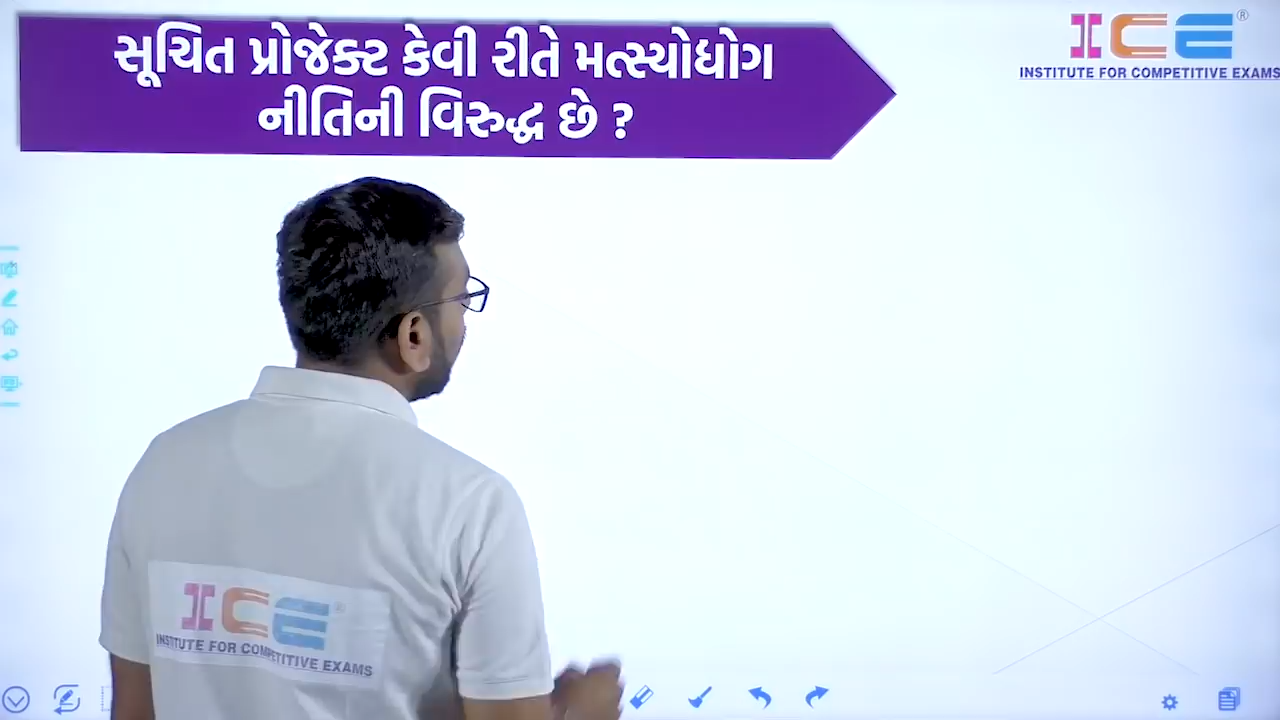 સૂચિત પ્રોજેક્ટ કેવી રીતે મત્સ્યોધોગ
નીતિની વિરુદ્ધ છે ?
ICE®
INSTITUTE FOR COMPETITIVE EXAMS
ICE®
INSTITUTE FOR COMPETITIVE EXAMS